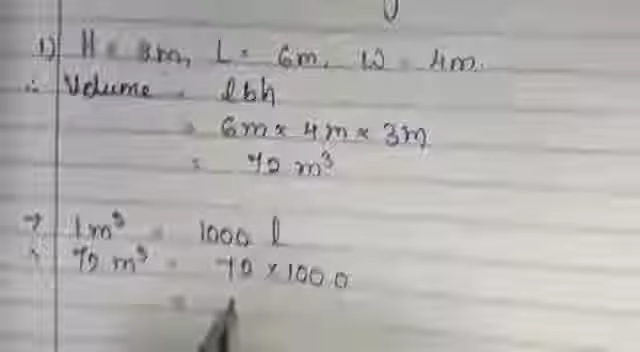 1) H = 3m, L = 6m, W = 4m.
∴ Volume = lbh
= 6m × 4m × 3m
= 72 m³
→ 1m³ = 1000 l
∴ 72 m³ = 72 × 1000
=